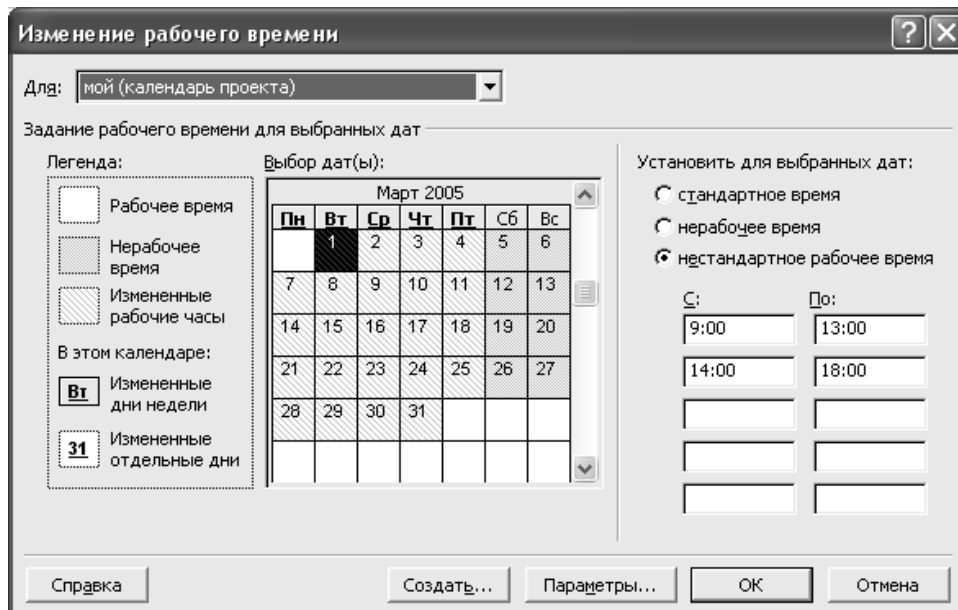 Изменение рабочего времени
Для: мой (календарь проекта)
Задание рабочего времени для выбранных дат
Легенда:
Рабочее время
Нерабочее
время
Измененные
рабочие часы
В этом календаре:
Вт Измененные
дни недели
31 Измененные
отдельные дни
Выбор дат(ы):
Март 2005
Пн Вт Ср Чт Пт Сб Вс
1 2 3 4 5 6
7 8 9 10 11 12 13
14 15 16 17 18 19 20
21 22 23 24 25 26 27
28 29 30 31
Установить для выбранных дат:
стандартное время
нерабочее время
нестандартное рабочее время
С: По:
9:00 13:00
14:00 18:00
Справка Создать... Параметры... ОК Отмена